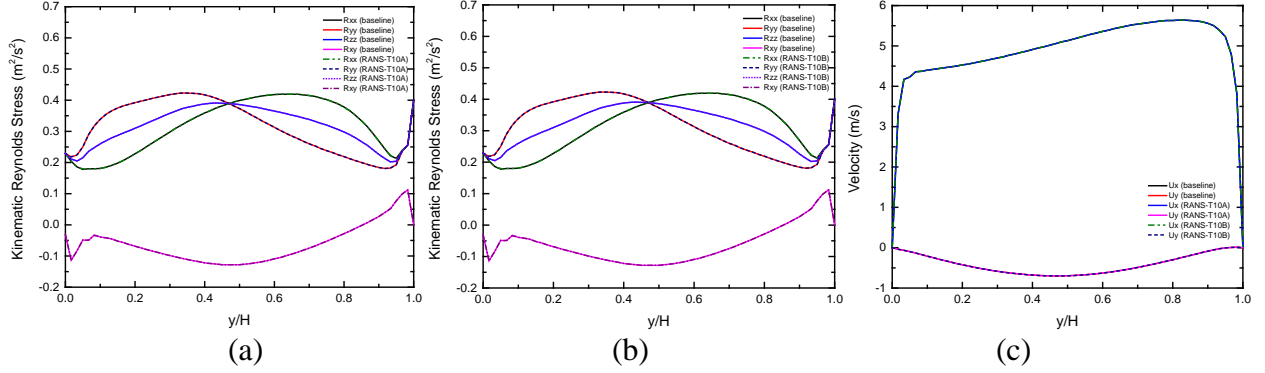 0.7
0.6
0.5
0.4
0.3
0.2
0.1
0.0
-0.1
-0.2
Kinematic Reynolds Stress (m²/s²)
Rxx (baseline)
Ryy (baseline)
Rzz (baseline)
Rxy (baseline)
Rxx (RANS-T10A)
Ryy (RANS-T10A)
Rzz (RANS-T10A)
Rxy (RANS-T10A)
0.0 0.2 0.4 0.6 0.8 1.0
y/H
(a)
0.7
0.6
0.5
0.4
0.3
0.2
0.1
0.0
-0.1
-0.2
Kinematic Reynolds Stress (m²/s²)
Rxx (baseline)
Ryy (baseline)
Rzz (baseline)
Rxy (baseline)
Rxx (RANS-T10B)
Ryy (RANS-T10B)
Rzz (RANS-T10B)
Rxy (RANS-T10B)
0.0 0.2 0.4 0.6 0.8 1.0
y/H
(b)
6
5
4
3
2
1
0
-1
Velocity (m/s)
Ux (baseline)
Uy (baseline)
Ux (RANS-T10A)
Uy (RANS-T10A)
Ux (RANS-T10B)
Uy (RANS-T10B)
0.0 0.2 0.4 0.6 0.8 1.0
y/H
(c)